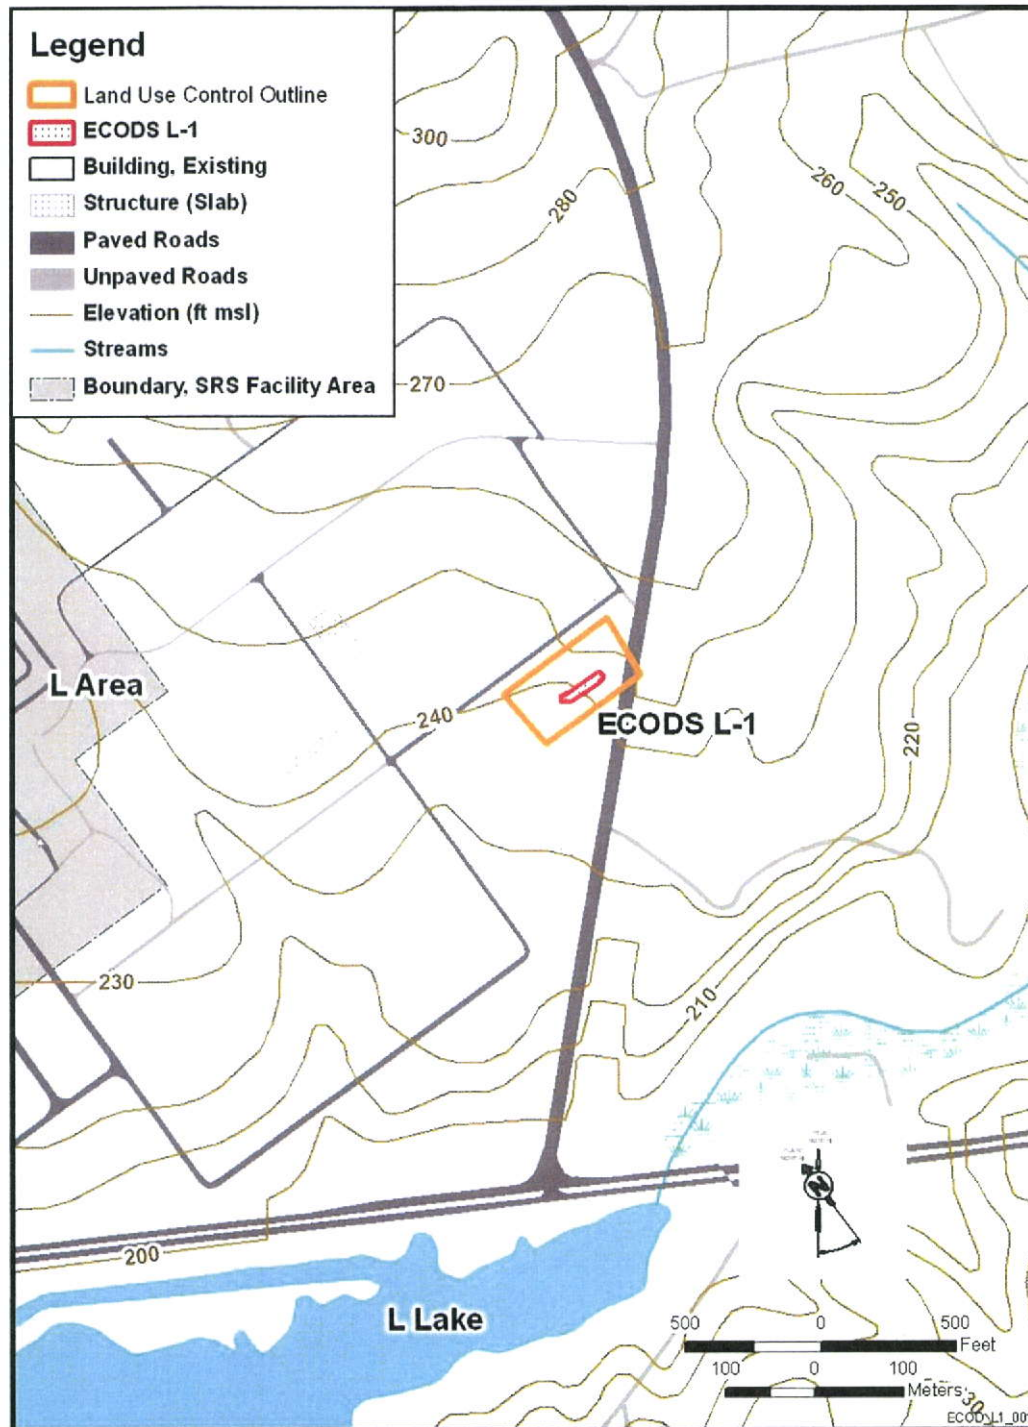 Legend
Land Use Control Outline
ECODS L-1
Building, Existing
Structure (Slab)
Paved Roads
Unpaved Roads
Elevation (ft msl)
Streams
Boundary, SRS Facility Area
300
280
260
250
270
L Area
240
ECODS L-1
220
230
210
200
L Lake
N
500 0 500
Feet
100 0 100
Meters